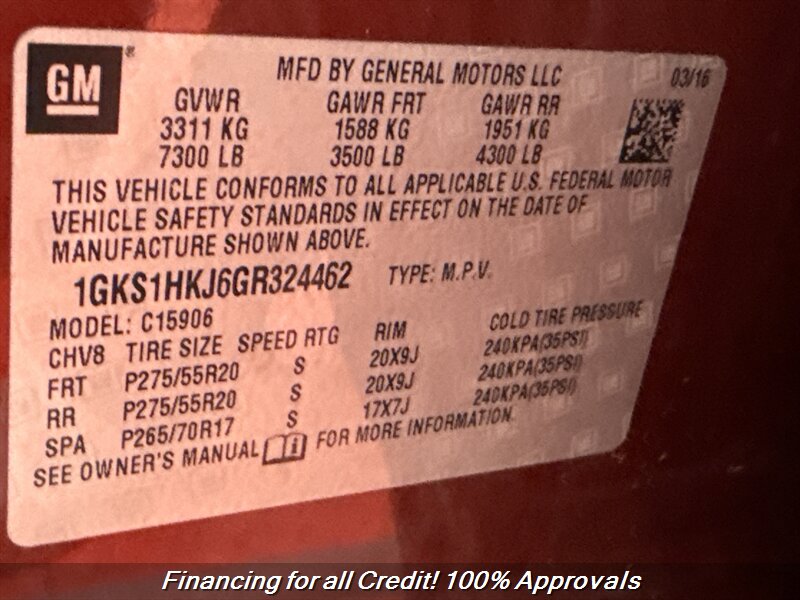 GM®
MFD BY GENERAL MOTORS LLC 03/16
GVWR GAWR FRT GAWR RR
3311 KG 1588 KG 1951 KG
7300 LB 3500 LB 4300 LB
THIS VEHICLE CONFORMS TO ALL APPLICABLE U.S. FEDERAL MOTOR
VEHICLE SAFETY STANDARDS IN EFFECT ON THE DATE OF
MANUFACTURE SHOWN ABOVE.
1GKS1HKJ6GR324462 TYPE: M.P.V.
MODEL: C15906
CHV8 TIRE SIZE SPEED RTG RIM COLD TIRE PRESSURE
FRT P275/55R20 S 20X9J 240KPA(35PSI)
RR P275/55R20 S 20X9J 240KPA(35PSI)
SPA P265/70R17 S 17X7J 240KPA(35PSI)
SEE OWNER'S MANUAL FOR MORE INFORMATION.
Financing for all Credit! 100% Approvals